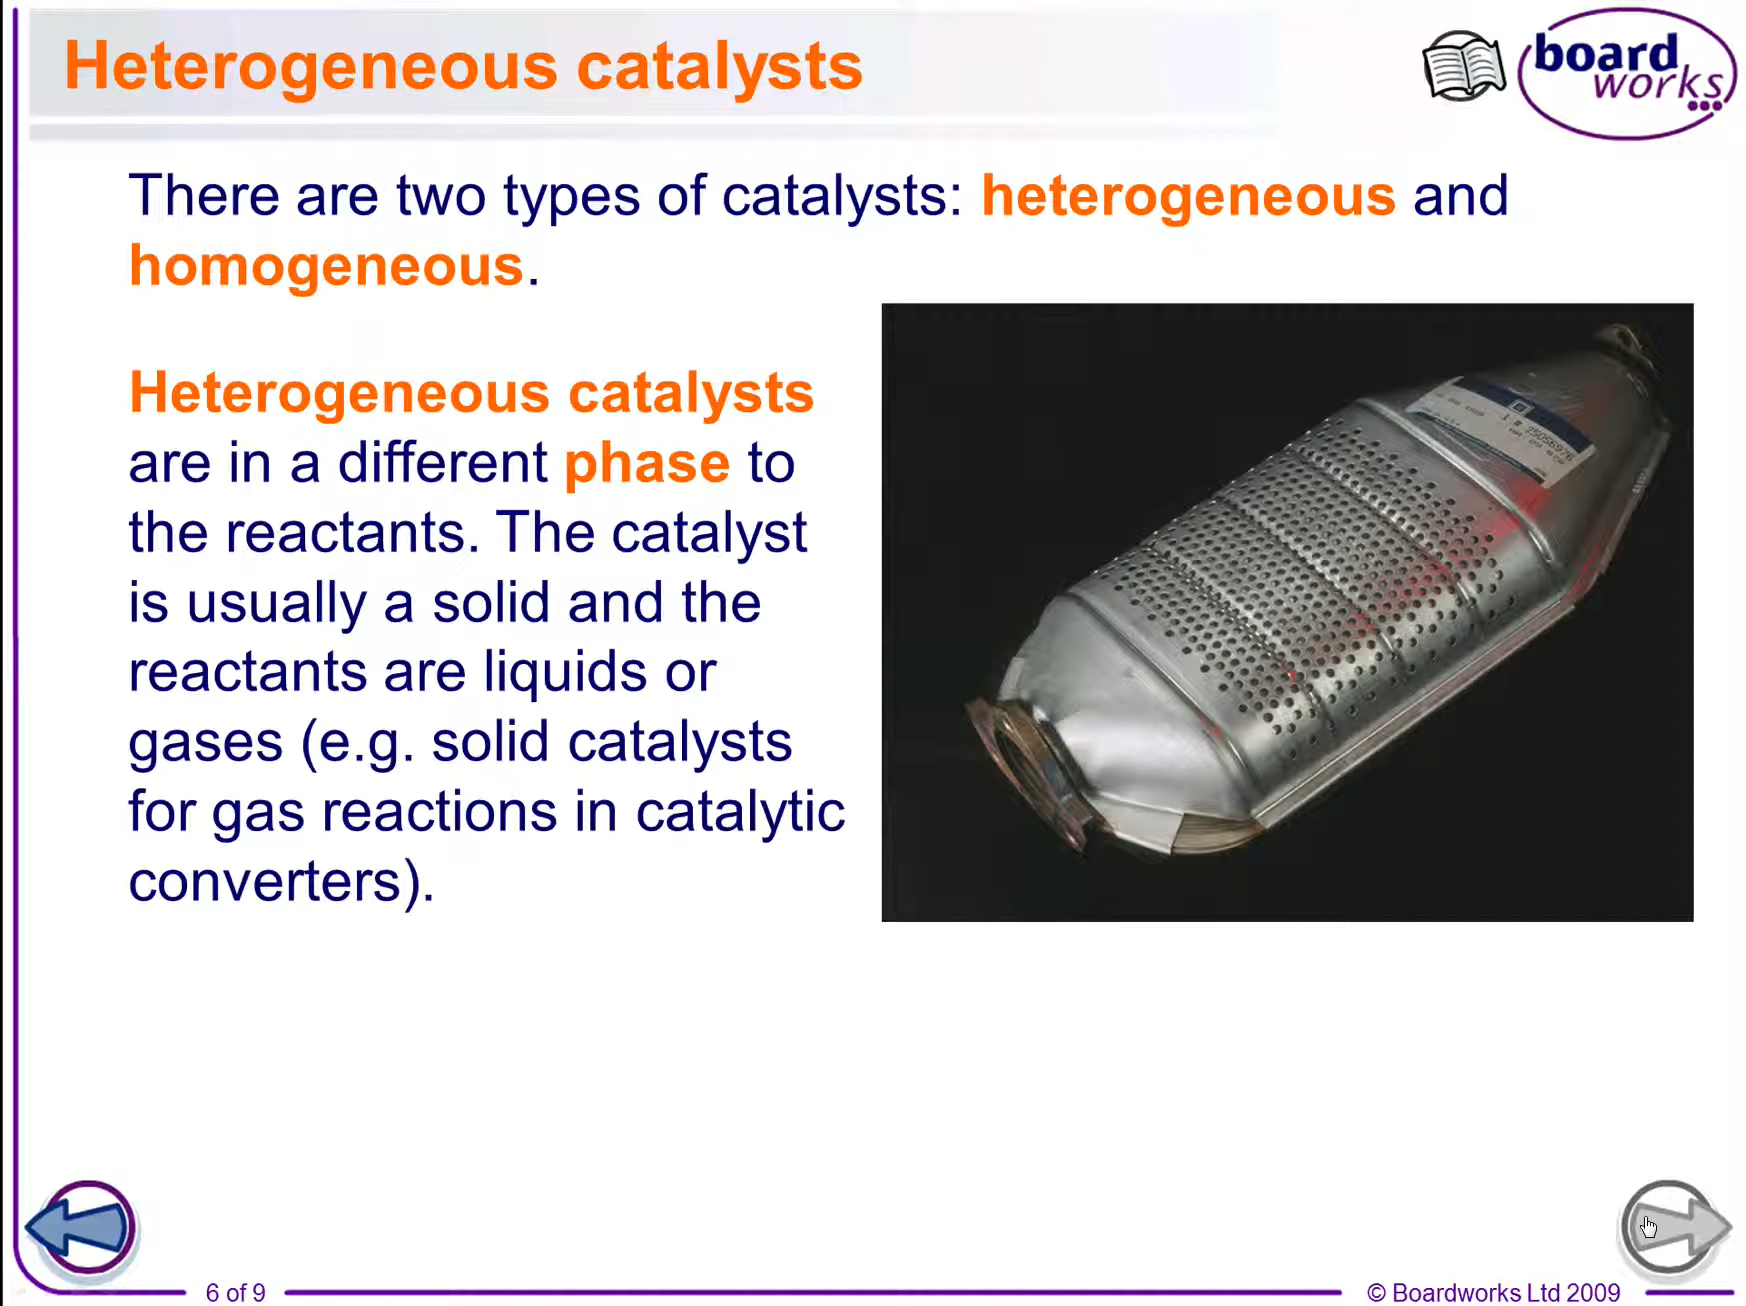 Heterogeneous catalysts
board
works
There are two types of catalysts: heterogeneous and
homogeneous.
Heterogeneous catalysts
are in a different phase to
the reactants. The catalyst
is usually a solid and the
reactants are liquids or
gases (e.g. solid catalysts
for gas reactions in catalytic
converters).
25056976
6 of 9
© Boardworks Ltd 2009